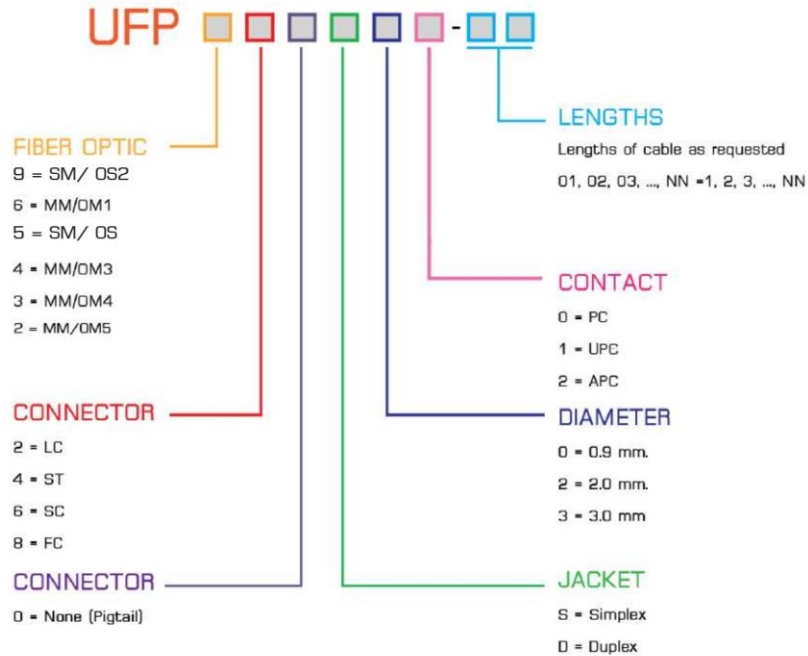 UFP -
FIBER OPTIC
9 = SM/ OS2
6 = MM/OM1
5 = SM/ OS
4 = MM/OM3
3 = MM/OM4
2 = MM/OM5
CONNECTOR
2 = LC
4 = ST
6 = SC
8 = FC
CONNECTOR
0 = None (Pigtail)
LENGTHS
Lengths of cable as requested
01, 02, 03, ..., NN =1, 2, 3, ..., NN
CONTACT
0 = PC
1 = UPC
2 = APC
DIAMETER
0 = 0.9 mm.
2 = 2.0 mm.
3 = 3.0 mm
JACKET
S = Simplex
D = Duplex